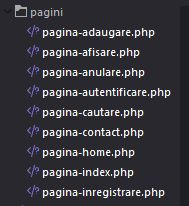 pagini
pagina-adaugare.php
pagina-afisare.php
pagina-anulare.php
pagina-autentificare.php
pagina-cautare.php
pagina-contact.php
pagina-home.php
pagina-index.php
pagina-inregistrare.php